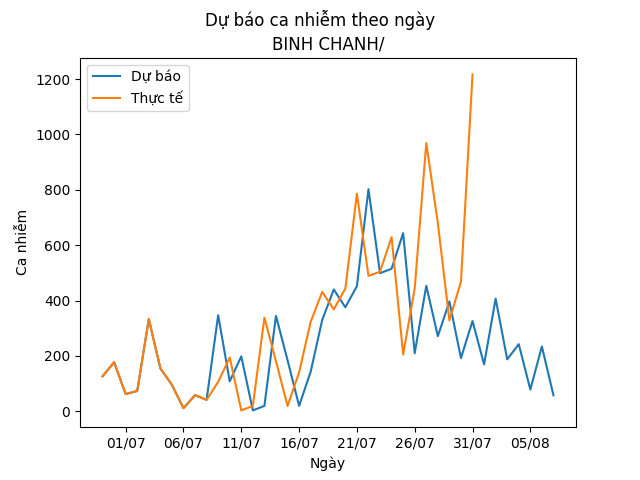 Dự báo ca nhiễm theo ngày
BINH CHANH/
Dự báo
Thực tế
Ca nhiễm
1200
1000
800
600
400
200
0
01/07 06/07 11/07 16/07 21/07 26/07 31/07 05/08
Ngày